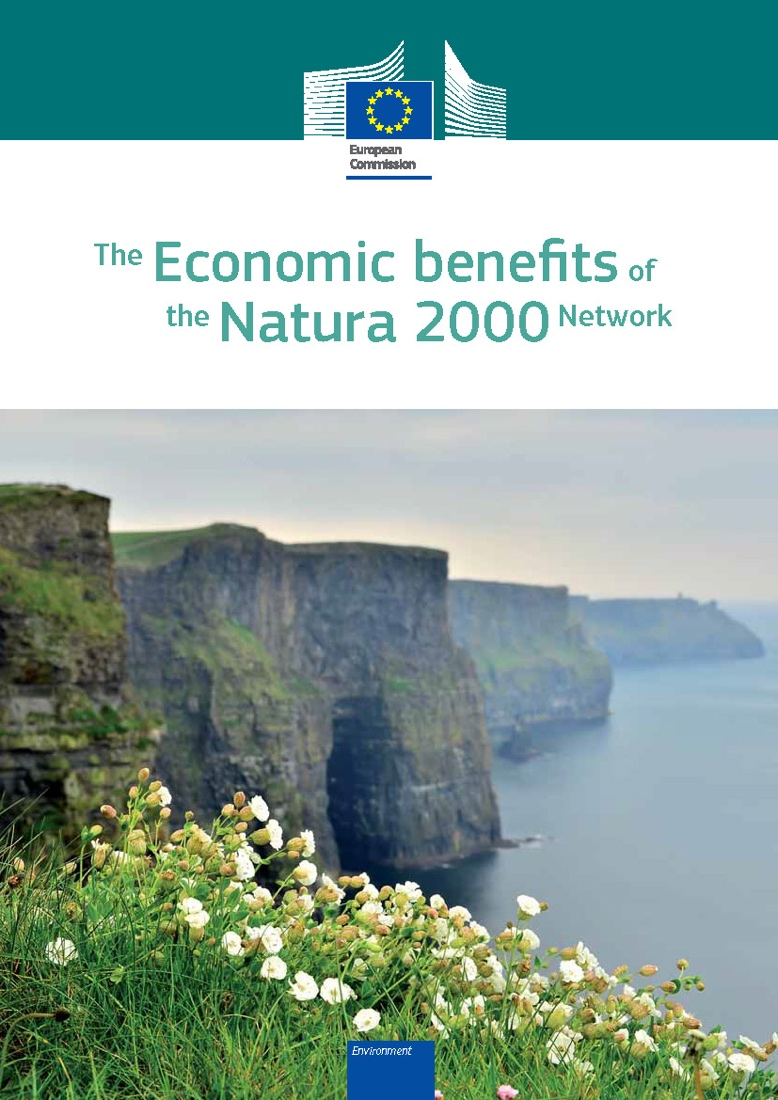 European
Commission
The Economic benefits of
the Natura 2000 Network
Environment